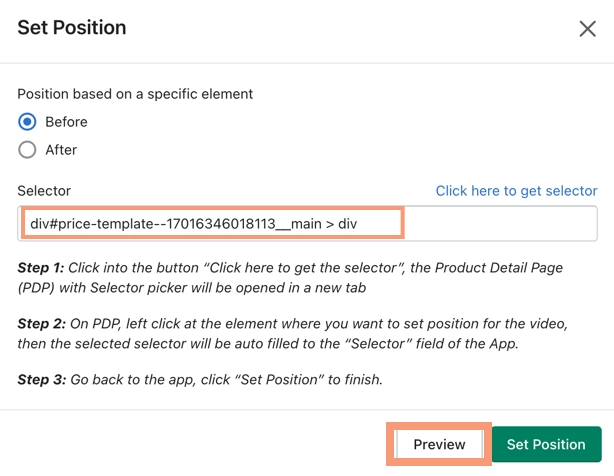 Set Position
Position based on a specific element
Before
After
Selector
Click here to get selector
div#price-template--17016346018113__main > div
Step 1: Click into the button “Click here to get the selector”, the Product Detail Page
(PDP) with Selector picker will be opened in a new tab
Step 2: On PDP, left click at the element where you want to set position for the video,
then the selected selector will be auto filled to the “Selector” field of the App.
Step 3: Go back to the app, click “Set Position” to finish.
Preview
Set Position